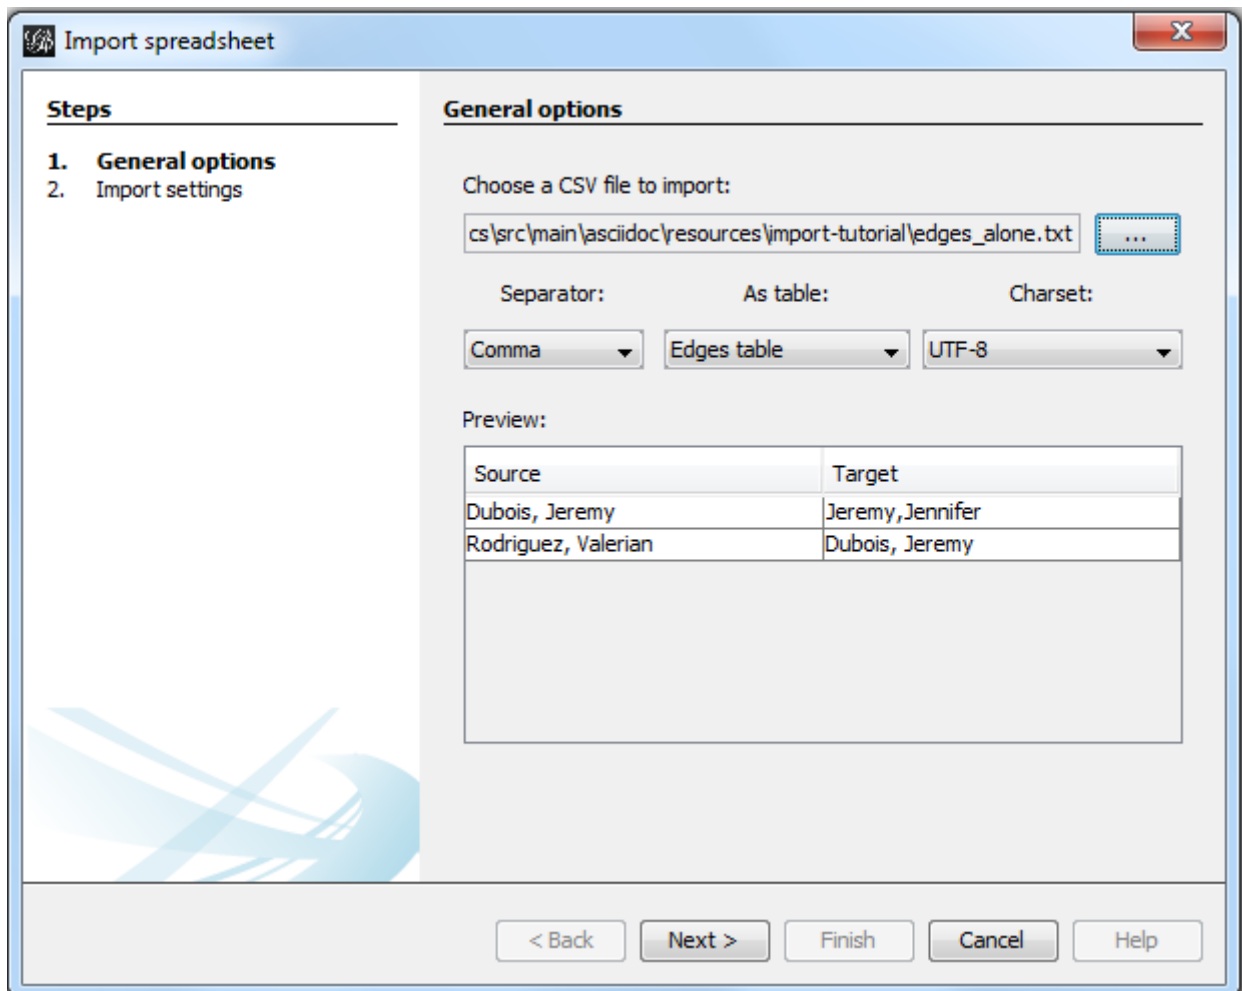 Import spreadsheet
Steps
1. General options
2. Import settings
General options
Choose a CSV file to import:
cs\src\main\asciidoc\resources\import-tutorial\edges_alone.txt ...
Separator: As table: Charset:
Comma Edges table UTF-8
Preview:
Source Target
Dubois, Jeremy Jeremy,Jennifer
Rodriguez, Valerian Dubois, Jeremy
< Back Next > Finish Cancel Help